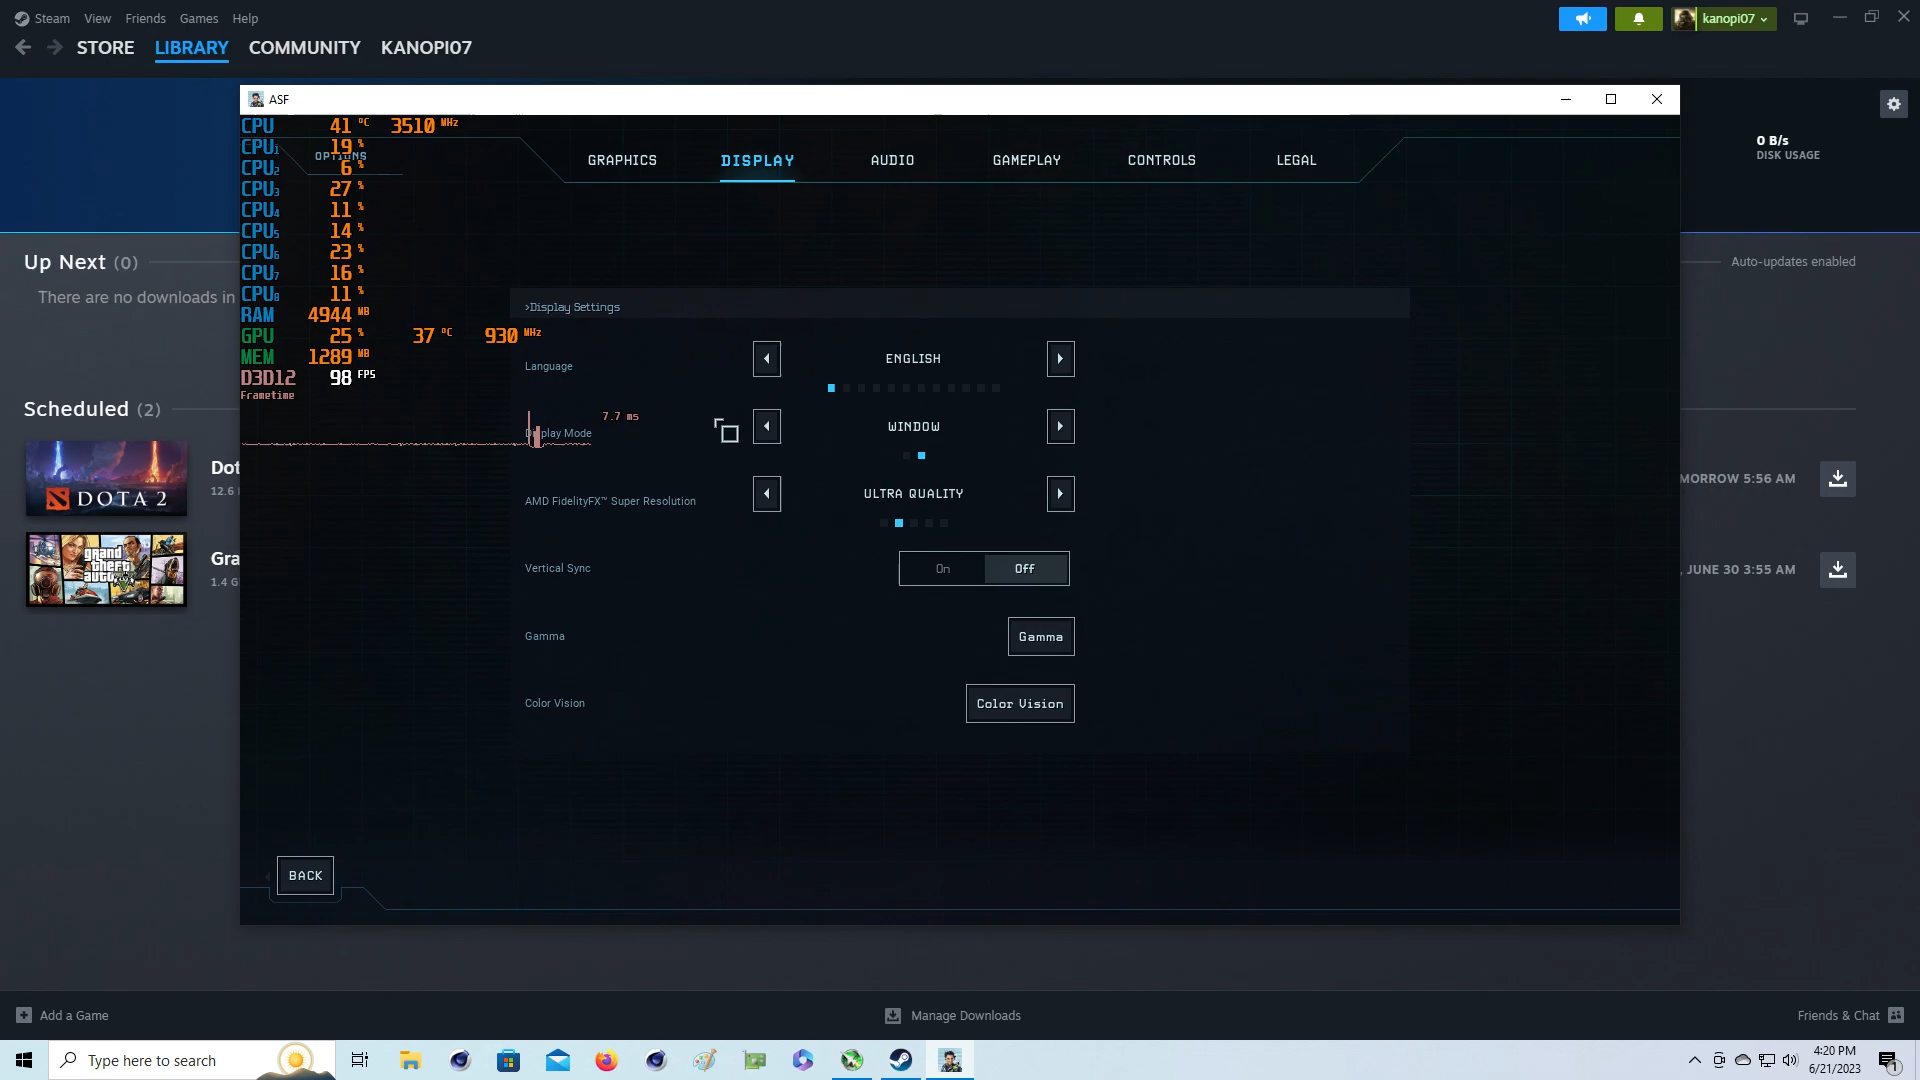 Steam View Friends Games Help
kanopi07
STORE LIBRARY COMMUNITY KANOPI07
ASF
0 B/s
DISK USAGE
CPU 41 °C 3510 MHz
CPU1 19 %
CPU2 6 %
CPU3 27 %
CPU4 11 %
CPU5 14 %
CPU6 23 %
CPU7 16 %
CPU8 11 %
RAM 4944 MB
GPU 25 % 37 °C 930 MHz
MEM 1289 MB
D3D12 98 FPS
Frametime
7.7 ms
OPTIONS
GRAPHICS DISPLAY AUDIO GAMEPLAY CONTROLS LEGAL
Up Next (0)
Auto-updates enabled
There are no downloads in
>Display Settings
Language ENGLISH
Display Mode WINDOW
AMD FidelityFX™ Super Resolution ULTRA QUALITY
Vertical Sync On Off
Gamma Gamma
Color Vision Color Vision
BACK
Scheduled (2)
DOTA 2
Dot
12.6
MORROW 5:56 AM
grand theft auto V
Gra
1.4 G
, JUNE 30 3:55 AM
Add a Game
Manage Downloads
Friends & Chat
Type here to search
4:20 PM
6/21/2023
1